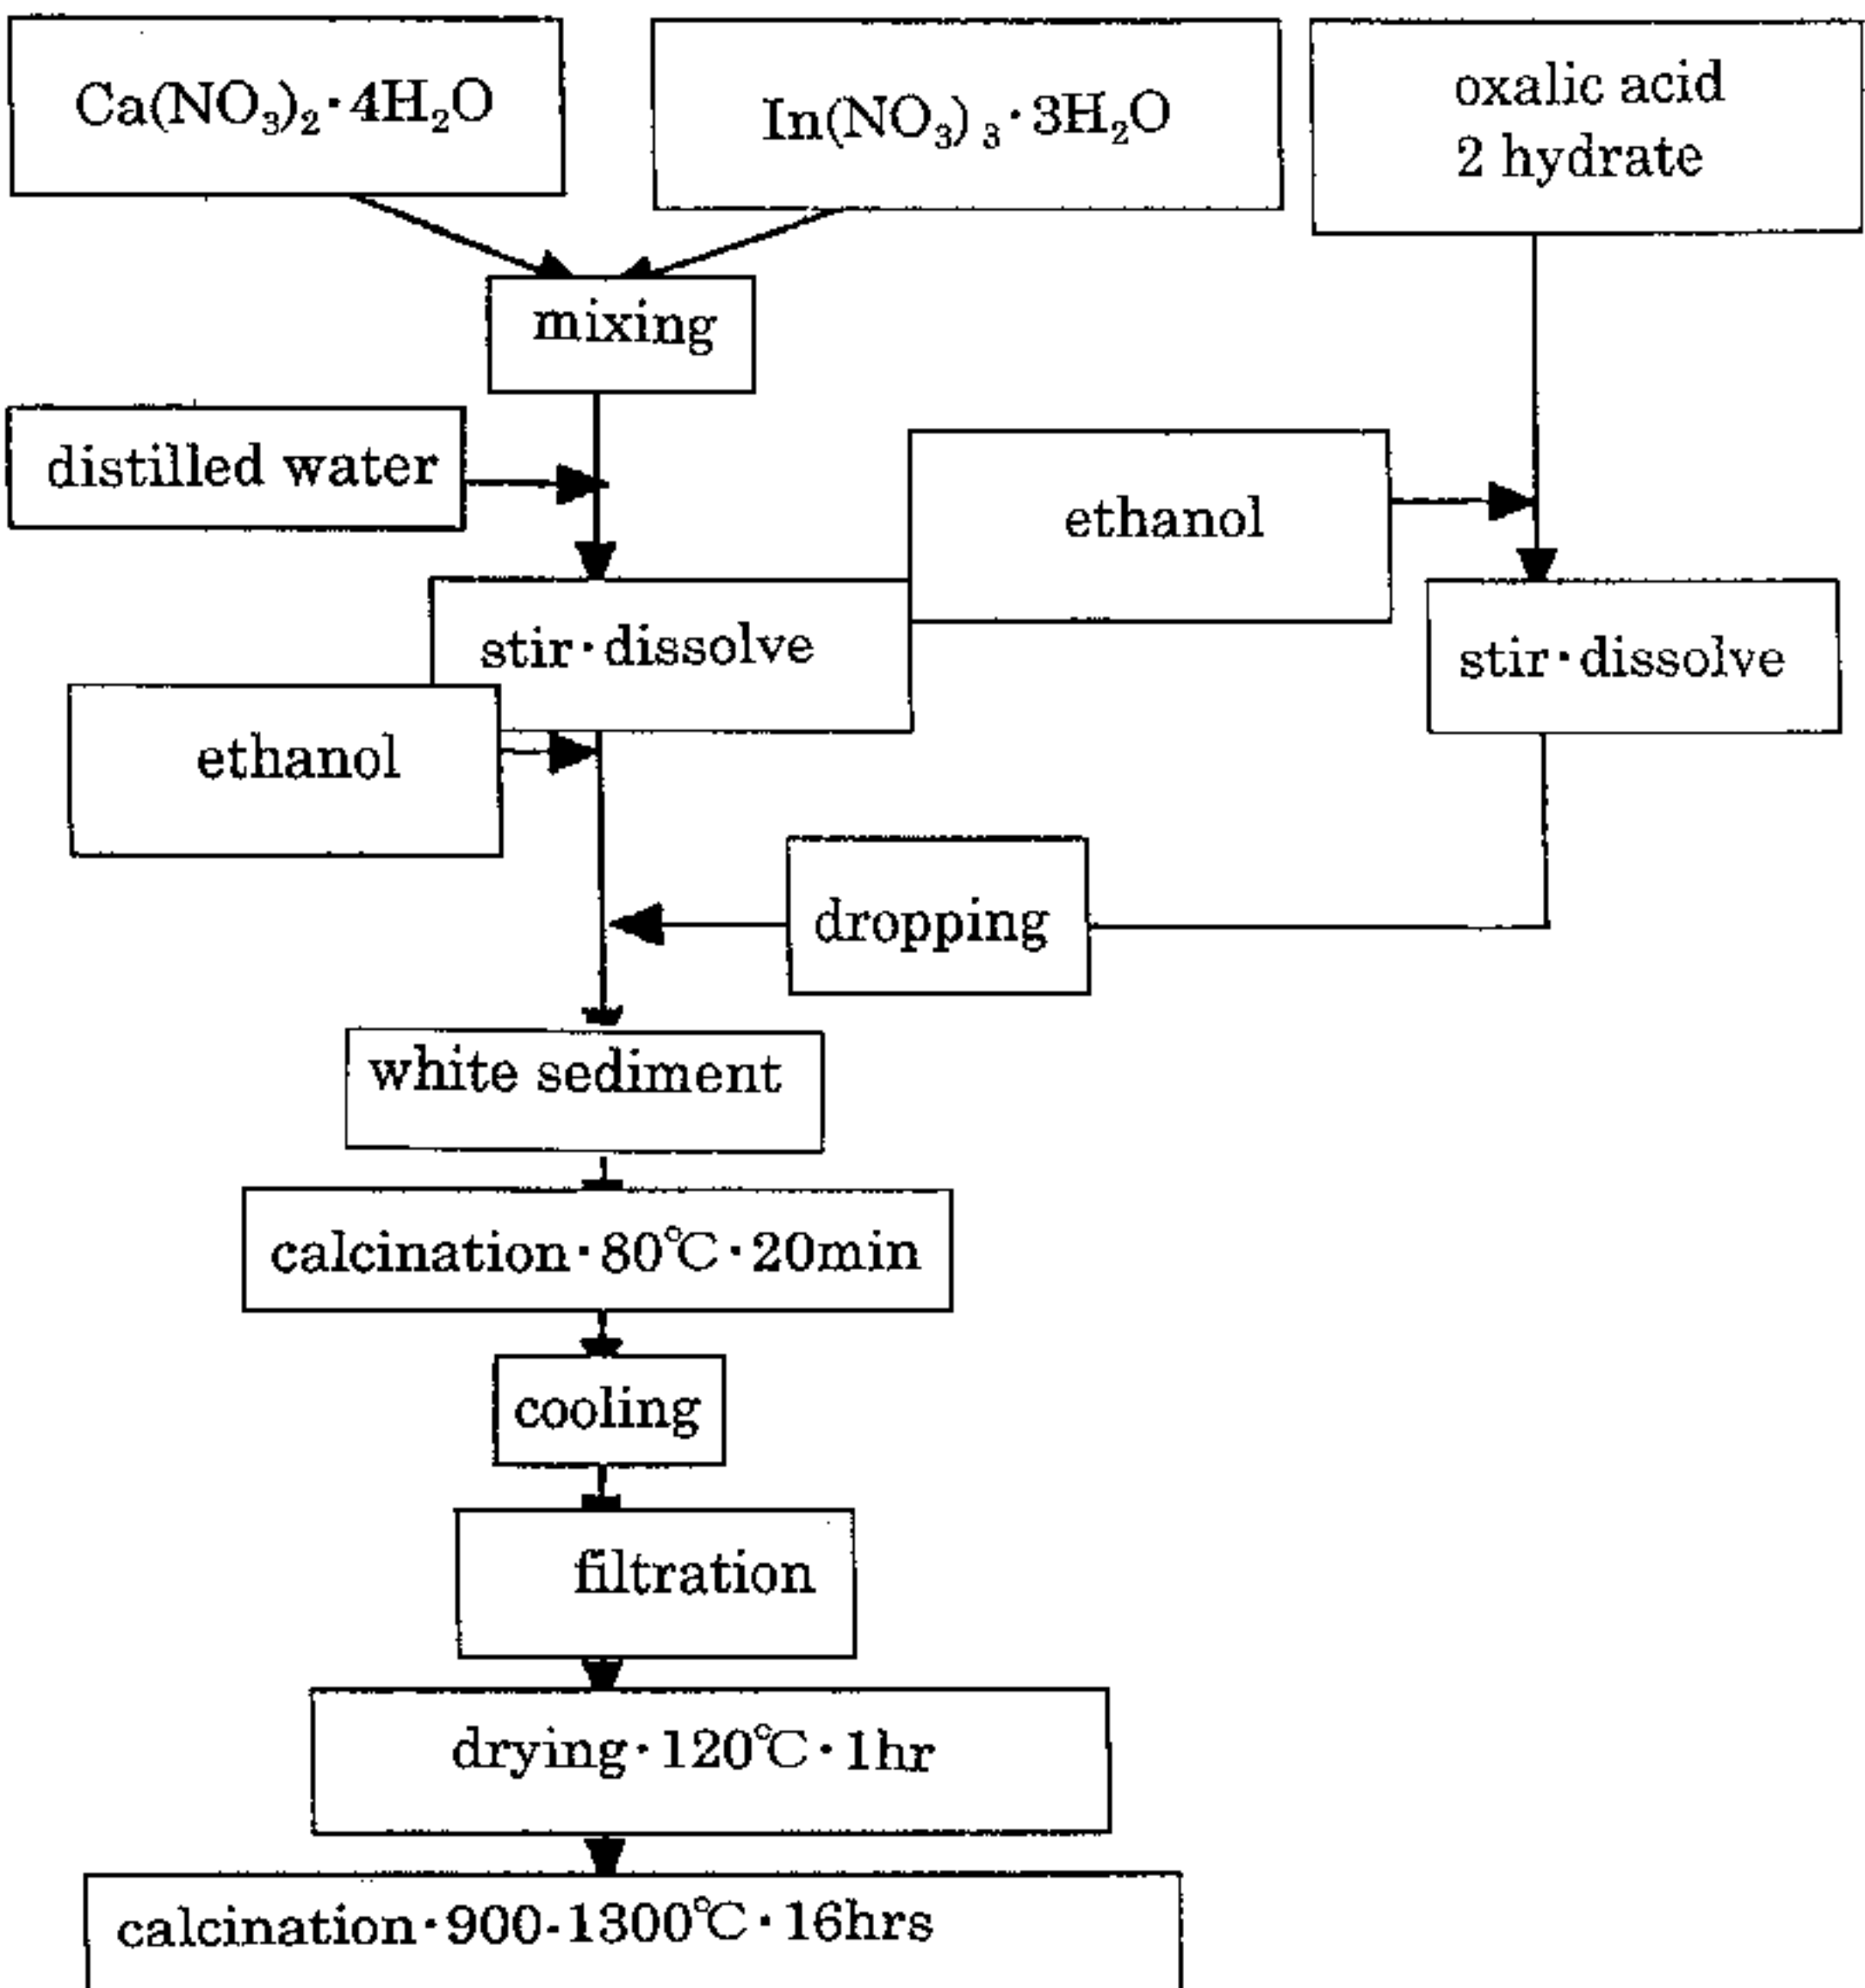 Ca(NO₃)₂·4H₂O
In(NO₃)₃·3H₂O
oxalic acid
2 hydrate
mixing
distilled water
ethanol
stir·dissolve
stir·dissolve
ethanol
dropping
white sediment
calcination·80℃·20min
cooling
filtration
drying·120℃·1hr
calcination·900-1300℃·16hrs